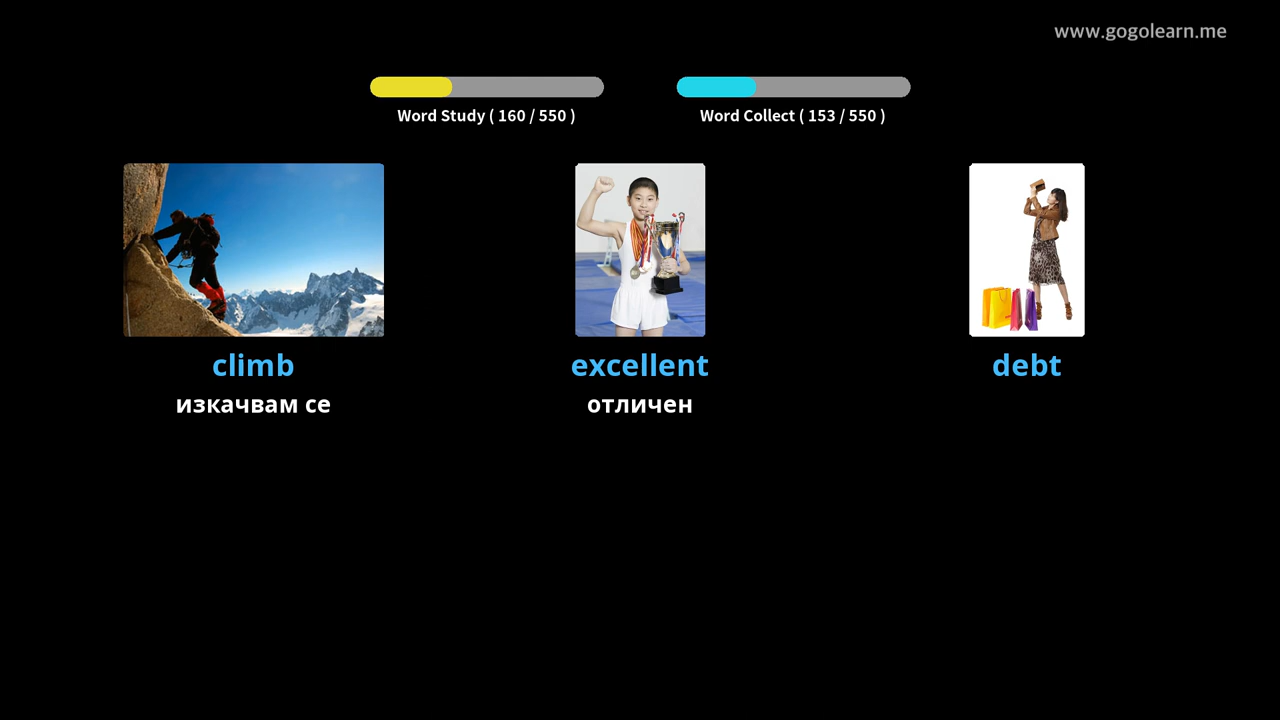 www.gogolearn.me
Word Study ( 160 / 550 )
Word Collect ( 153 / 550 )
climb
excellent
debt
изкачвам се
отличен